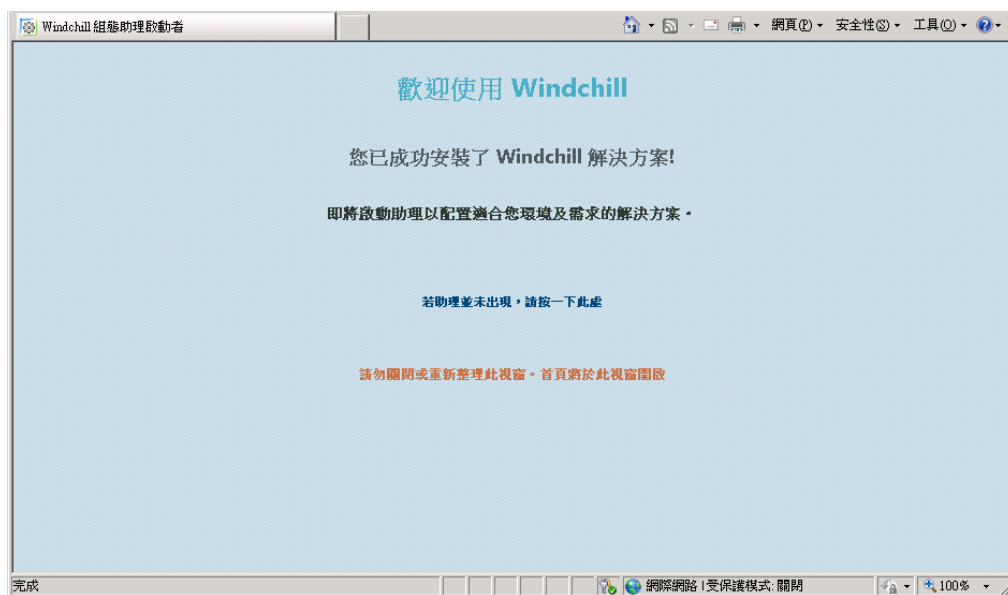 Windchill 組態助理啟動者
網頁(P) 安全性(S) 工具(O)
歡迎使用 Windchill
您已成功安裝了 Windchill 解決方案!
即將啟動助理以配置適合您環境及需求的解決方案。
若助理並未出現，請按一下此處
請勿關閉或重新整理此視窗。首頁將於此視窗開啟
完成
網際網路 | 受保護模式: 關閉
100%